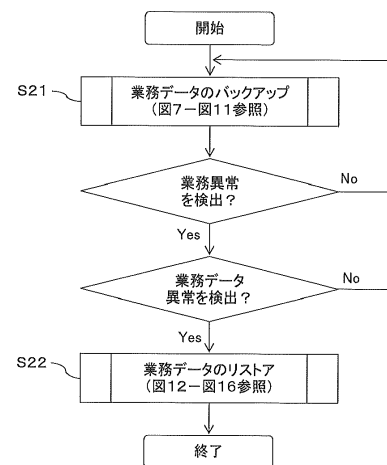 開始
S21
業務データのバックアップ
(図7-図11参照)
業務異常
を検出?
No
Yes
業務データ
異常を検出?
No
Yes
S22
業務データのリストア
(図12-図16参照)
終了